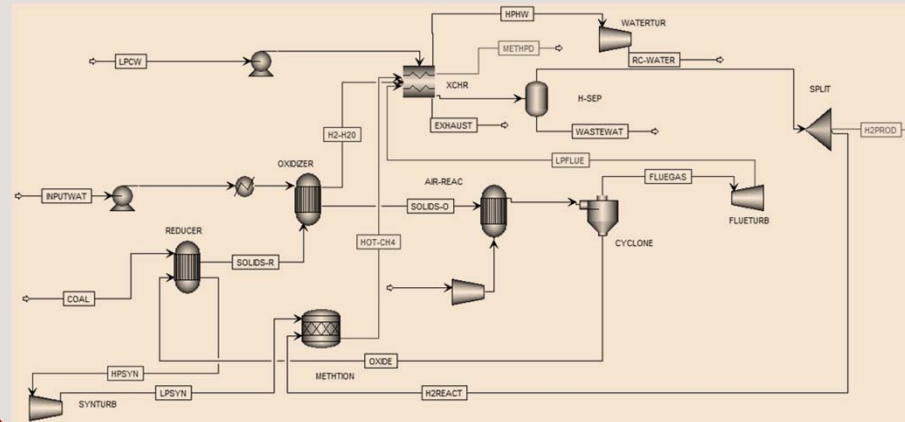 HPHW
WATERTUR
LPCW
METHPD
RC-WATER
XCHR
H-SEP
SPLIT
EXHAUST
WASTEWAT
H2-H20
H2PROD
OXIDIZER
LPFLUE
INPUTWAT
AIR-REAC
FLUEGAS
SOLIDS-O
FLUETURB
REDUCER
HOT-CH4
CYCLONE
SOLIDS-R
COAL
OXIDE
HPSYN
METHTION
LPSYN
H2REACT
SYNTURB